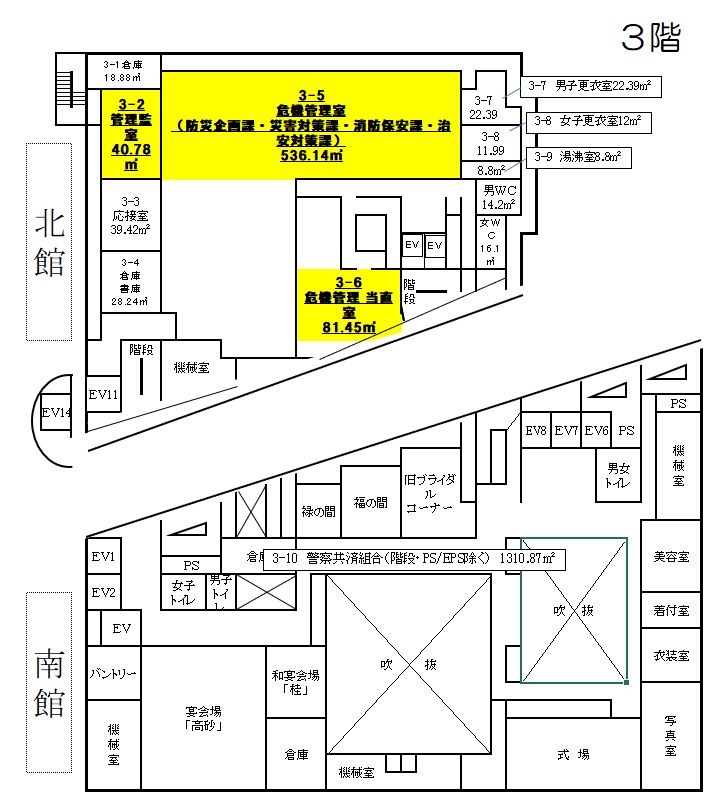 3階
3-1倉庫
18.88㎡
3-2
管理監
室
40.78
㎡
3-5
危機管理室
(防災企画課・災害対策課・消防保安課・治
安対策課)
536.14㎡
3-7
22.39
3-7 男子更衣室22.39㎡
3-8
11.99
3-8 女子更衣室12㎡
8.8㎡
3-9 湯沸室8.8㎡
3-3
応接室
39.42㎡
男WC
14.2㎡
女W
C
16.1
㎡
EV
EV
北館
3-4
倉庫
書庫
28.24㎡
3-6
危機管理 当直
室
81.45㎡
階
段
階段
機械室
EV11
EV14
PS
EV8
EV7
EV6
PS
機
械
室
男女
トイレ
旧ブライダ
ル
コーナー
福の間
禄の間
EV1
PS
倉庫
3-10 警察共済組合(階段・PS/EPS除く) 1310.87㎡
美容室
EV2
女子
トイレ
男子
トイ
レ
吹 抜
着付室
EV
南館
バントリー
和宴会場
「桂」
吹 抜
衣装室
宴会場
「高砂」
機
械
室
倉庫
機械室
式 場
写
真
室